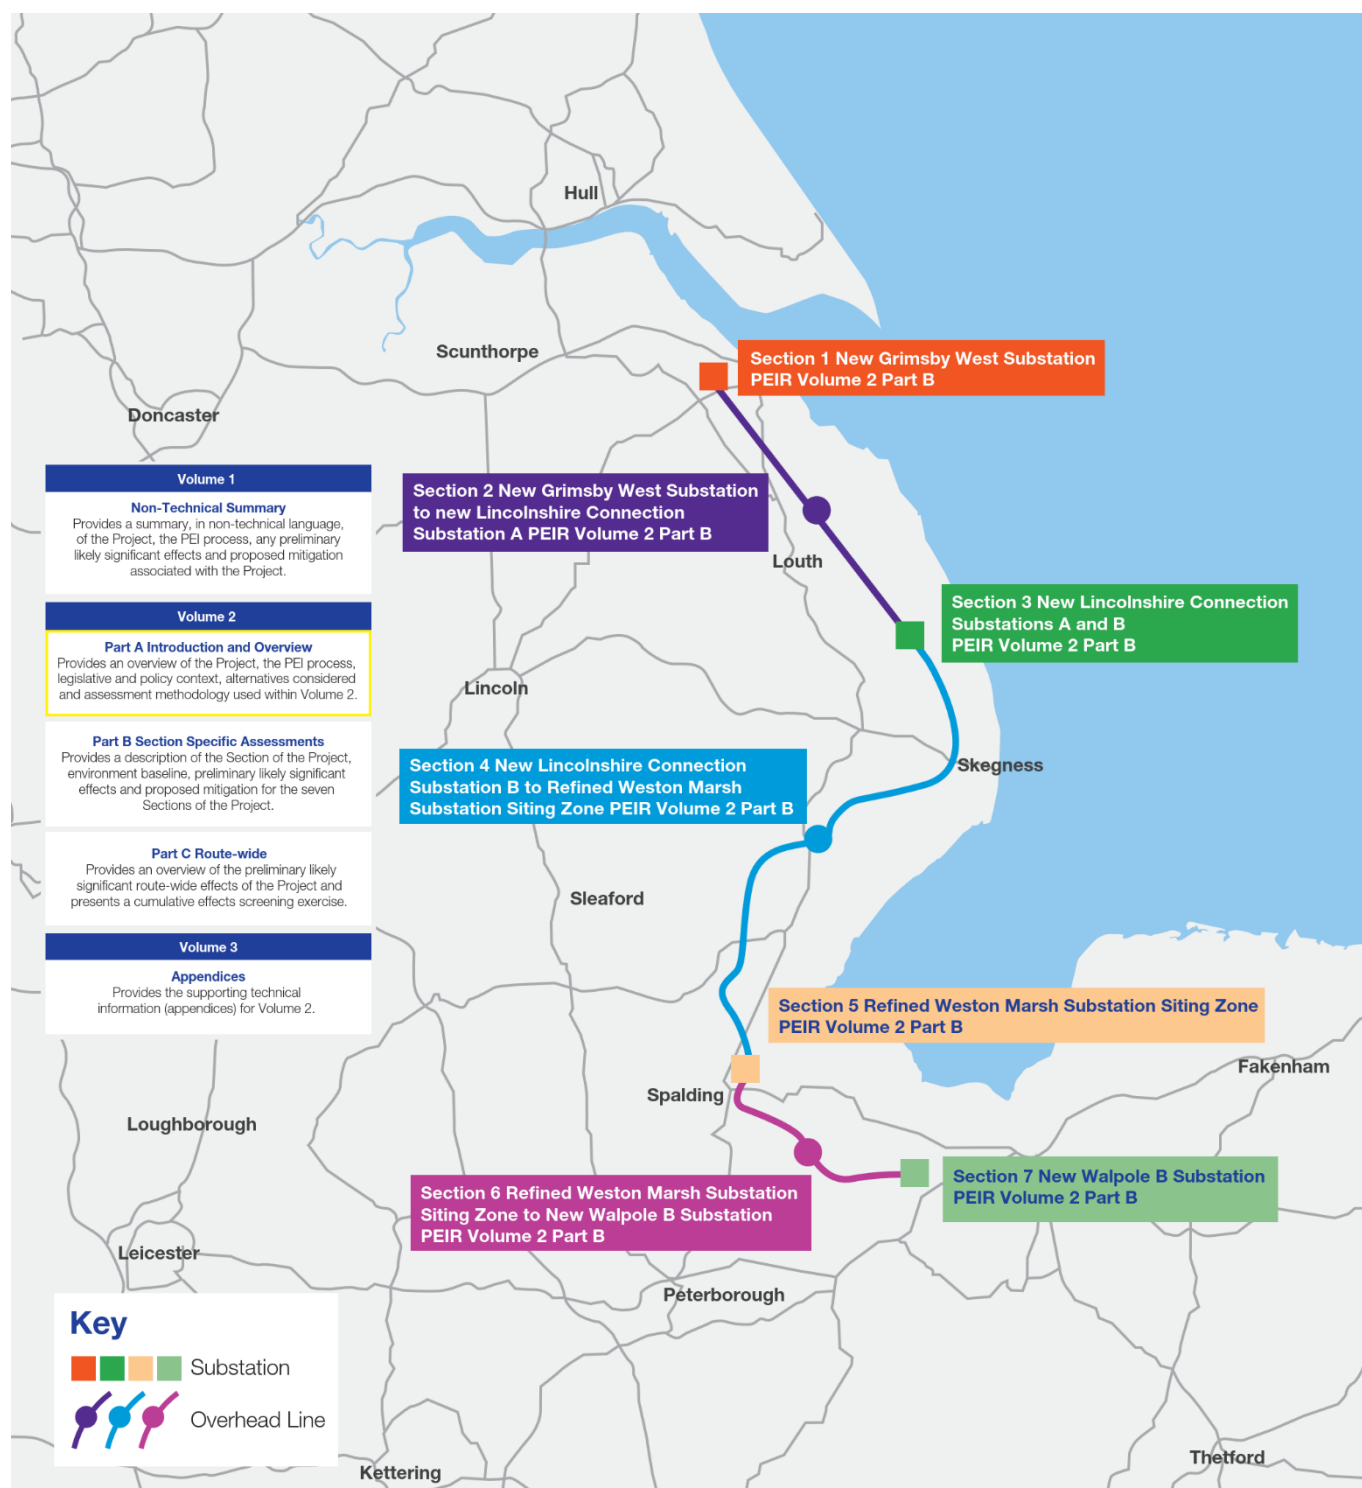 Hull
Scunthorpe
Section 1 New Grimsby West Substation
PEIR Volume 2 Part B
Doncaster
Volume 1
Non-Technical Summary
Provides a summary, in non-technical language,
of the Project, the PEI process, any preliminary
likely significant effects and proposed mitigation
associated with the Project.
Section 2 New Grimsby West Substation
to new Lincolnshire Connection
Substation A PEIR Volume 2 Part B
Louth
Section 3 New Lincolnshire Connection
Substations A and B
PEIR Volume 2 Part B
Volume 2
Part A Introduction and Overview
Provides an overview of the Project, the PEI process,
legislative and policy context, alternatives considered
and assessment methodology used within Volume 2.
Lincoln
Part B Section Specific Assessments
Provides a description of the Section of the Project,
environment baseline, preliminary likely significant
effects and proposed mitigation for the seven
Sections of the Project.
Section 4 New Lincolnshire Connection
Substation B to Refined Weston Marsh
Substation Siting Zone PEIR Volume 2 Part B
Skegness
Part C Route-wide
Provides an overview of the preliminary likely
significant route-wide effects of the Project and
presents a cumulative effects screening exercise.
Sleaford
Volume 3
Appendices
Provides the supporting technical
information (appendices) for Volume 2.
Section 5 Refined Weston Marsh Substation Siting Zone
PEIR Volume 2 Part B
Fakenham
Spalding
Loughborough
Section 6 Refined Weston Marsh Substation
Siting Zone to New Walpole B Substation
PEIR Volume 2 Part B
Section 7 New Walpole B Substation
PEIR Volume 2 Part B
Leicester
Peterborough
Key
Substation
Overhead Line
Thetford
Kettering